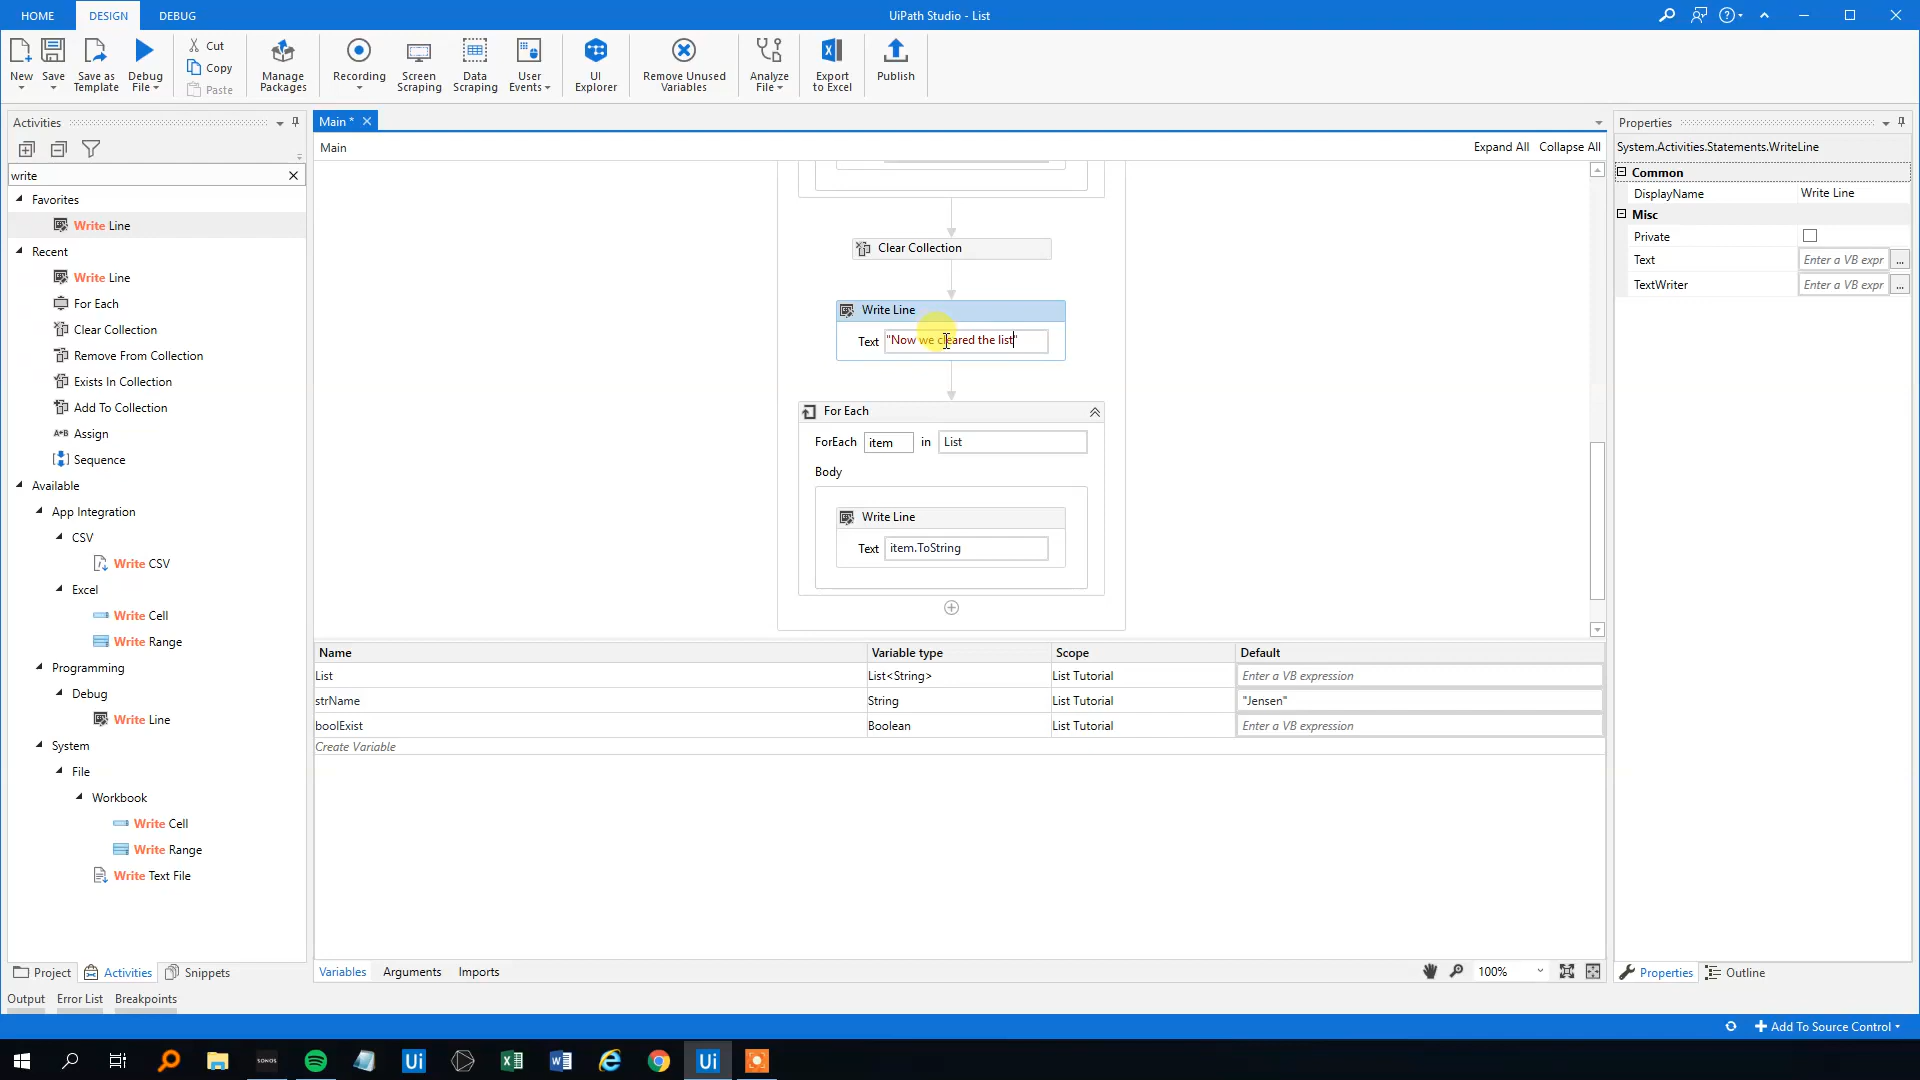 HOME
DESIGN
DEBUG
UiPath Studio - List
New
Save
Save as Template
Debug File
Cut
Copy
Paste
Manage Packages
Recording
Screen Scraping
Data Scraping
User Events
UI Explorer
Remove Unused Variables
Analyze File
Export to Excel
Publish
Activities
write
Favorites
Write Line
Recent
Write Line
For Each
Clear Collection
Remove From Collection
Exists In Collection
Add To Collection
A+B Assign
Sequence
Available
App Integration
CSV
Write CSV
Excel
Write Cell
Write Range
Programming
Debug
Write Line
System
File
Workbook
Write Cell
Write Range
Write Text File
Project
Activities
Snippets
Main *
Main
Expand All
Collapse All
Clear Collection
Write Line
Text "Now we cleared the list"
For Each
ForEach item in List
Body
Write Line
Text item.ToString
Name Variable type Scope Default
List List<String> List Tutorial Enter a VB expression
strName String List Tutorial "Jensen"
boolExist Boolean List Tutorial Enter a VB expression
Create Variable
Variables
Arguments
Imports
100%
Properties
System.Activities.Statements.WriteLine
Common
DisplayName Write Line
Misc
Private
Text Enter a VB expr ...
TextWriter Enter a VB expr ...
Properties
Outline
Output
Error List
Breakpoints
Add To Source Control
SONOS
Ui
Ui